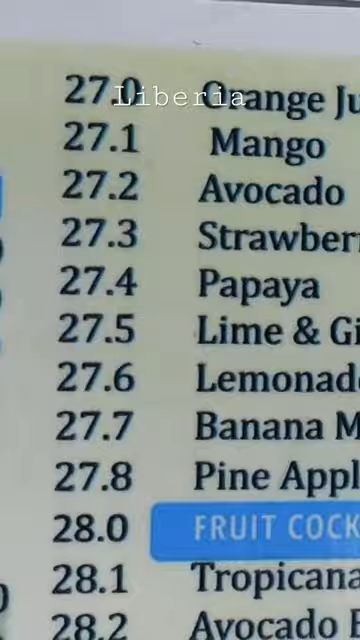 Liberia
27.0 Orange Ju
27.1 Mango
27.2 Avocado
27.3 Strawber
27.4 Papaya
27.5 Lime & Gi
27.6 Lemonad
27.7 Banana M
27.8 Pine Appl
28.0 FRUIT COCK
28.1 Tropicana
28.2 Avocado